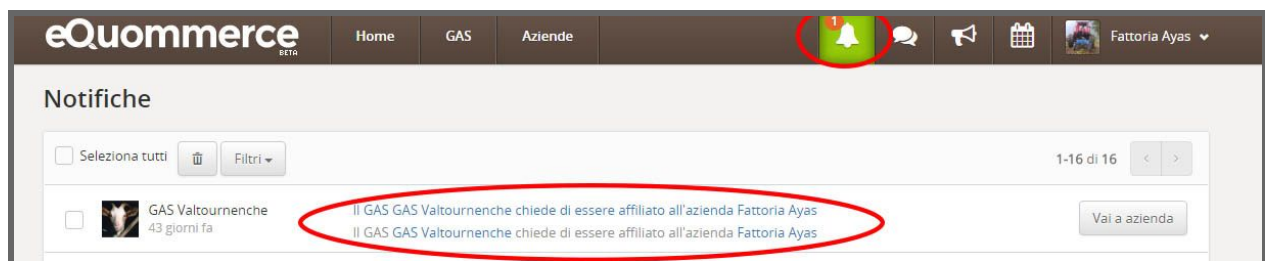 eQuommerce
BETA
Home GAS Aziende 1 Fattoria Ayas
Notifiche
Seleziona tutti Filtri 1-16 di 16
GAS Valtournenche
43 giorni fa
Il GAS GAS Valtournenche chiede di essere affiliato all'azienda Fattoria Ayas
Il GAS GAS Valtournenche chiede di essere affiliato all'azienda Fattoria Ayas
Vai a azienda